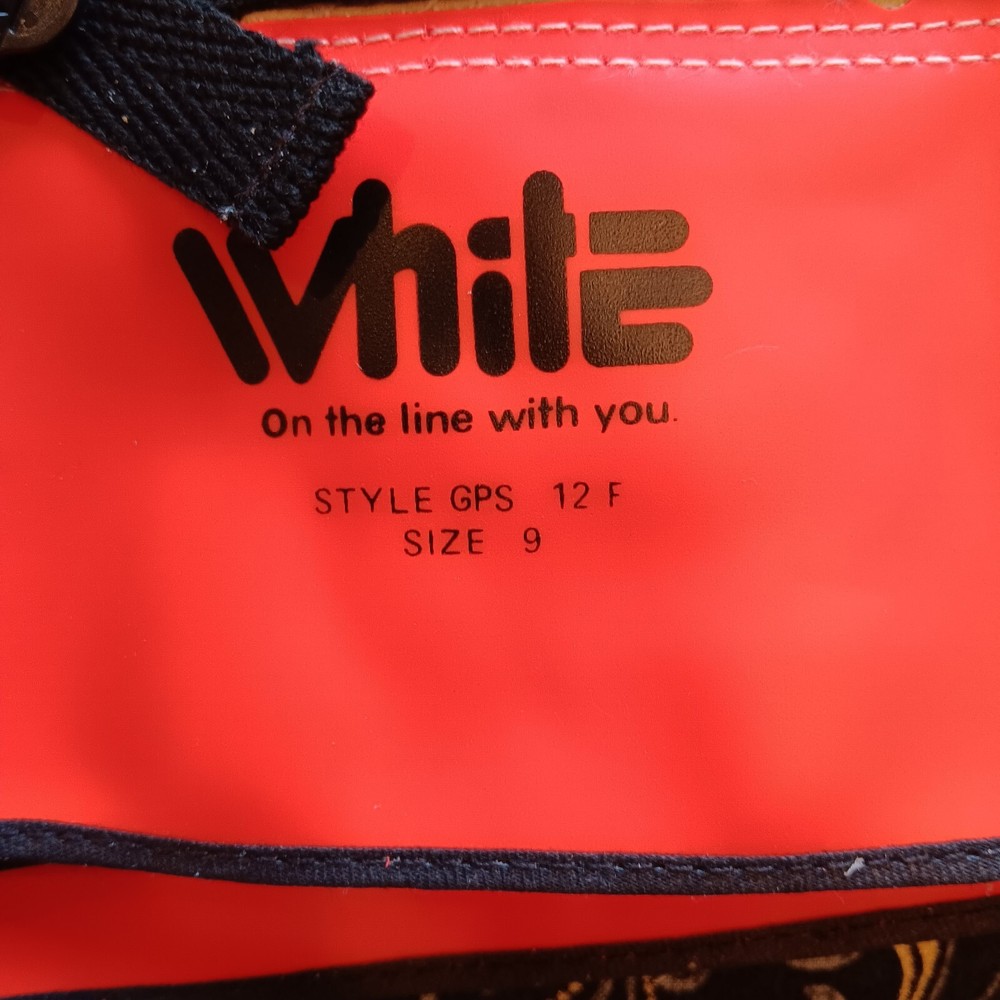 White
On the line with you.
STYLE GPS 12 F
SIZE 9